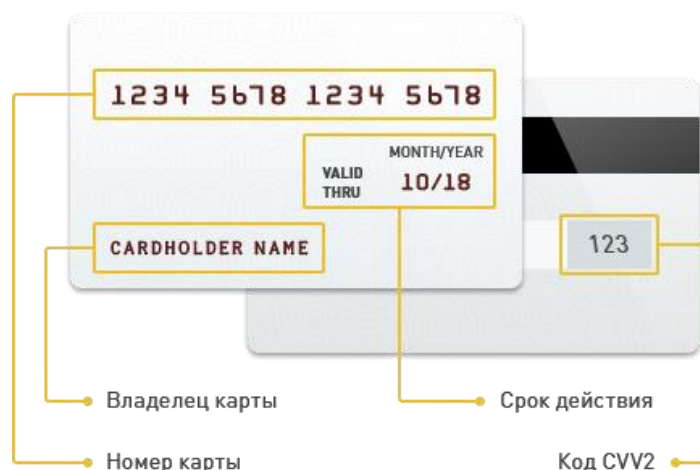 1234 5678 1234 5678
MONTH/YEAR
VALID THRU 10/18
CARDHOLDER NAME
123
Владелец карты
Срок действия
Номер карты
Код CVV2